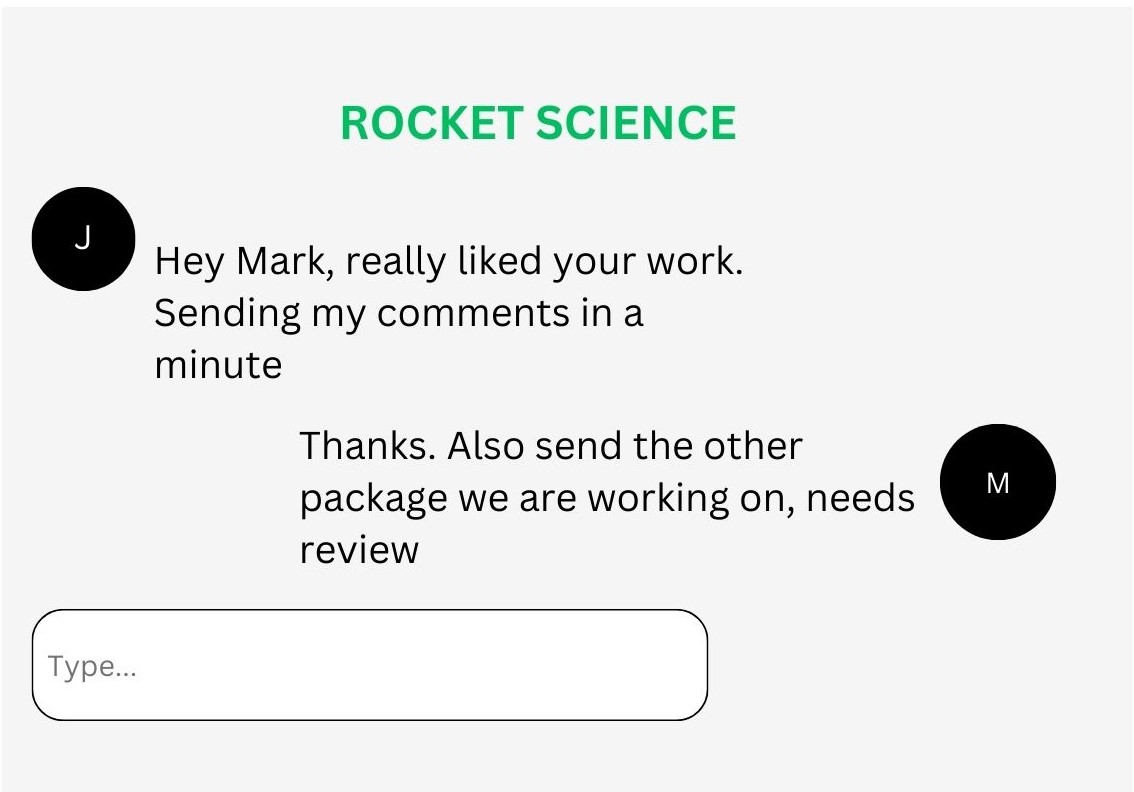 ROCKET SCIENCE
J
Hey Mark, really liked your work.
Sending my comments in a
minute
Thanks. Also send the other
package we are working on, needs
review
M
Type...